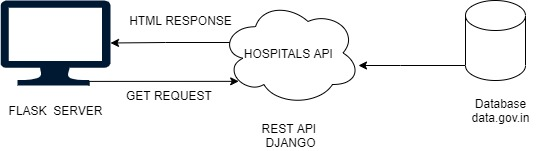 HTML RESPONSE
HOSPITALS API
GET REQUEST
FLASK SERVER
REST API
DJANGO
Database
data.gov.in